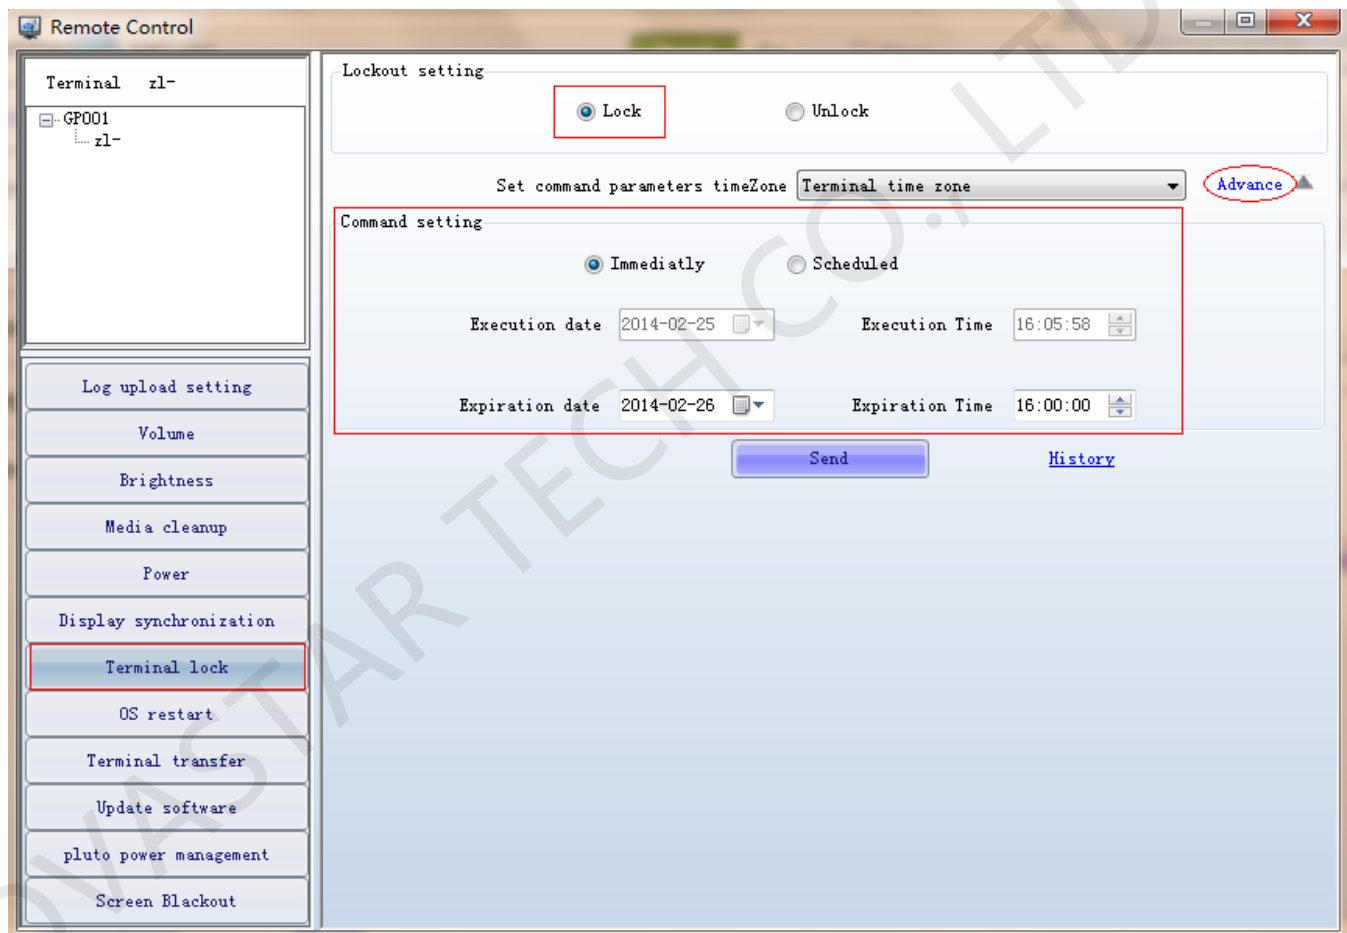 Remote Control
Terminal zl-
GP001
zl-
Log upload setting
Volume
Brightness
Media cleanup
Power
Display synchronization
Terminal lock
OS restart
Terminal transfer
Update software
pluto power management
Screen Blackout
Lockout setting
Lock Unlock
Set command parameters timeZone Terminal time zone Advance
Command setting
Immediatly Scheduled
Execution date 2014-02-25 Execution Time 16:05:58
Expiration date 2014-02-26 Expiration Time 16:00:00
Send History
OVASTAR TECH CO., LTD